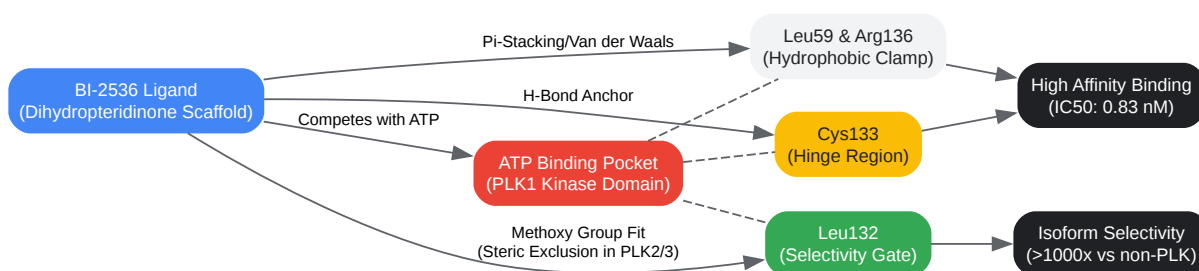 BI-2536 Ligand
(Dihydropteridinone Scaffold)
Pi-Stacking/Van der Waals
H-Bond Anchor
Competes with ATP
Methoxy Group Fit
(Steric Exclusion in PLK2/3)
ATP Binding Pocket
(PLK1 Kinase Domain)
Leu59 & Arg136
(Hydrophobic Clamp)
Cys133
(Hinge Region)
Leu132
(Selectivity Gate)
High Affinity Binding
(IC50: 0.83 nM)
Isoform Selectivity
(>1000x vs non-PLK)